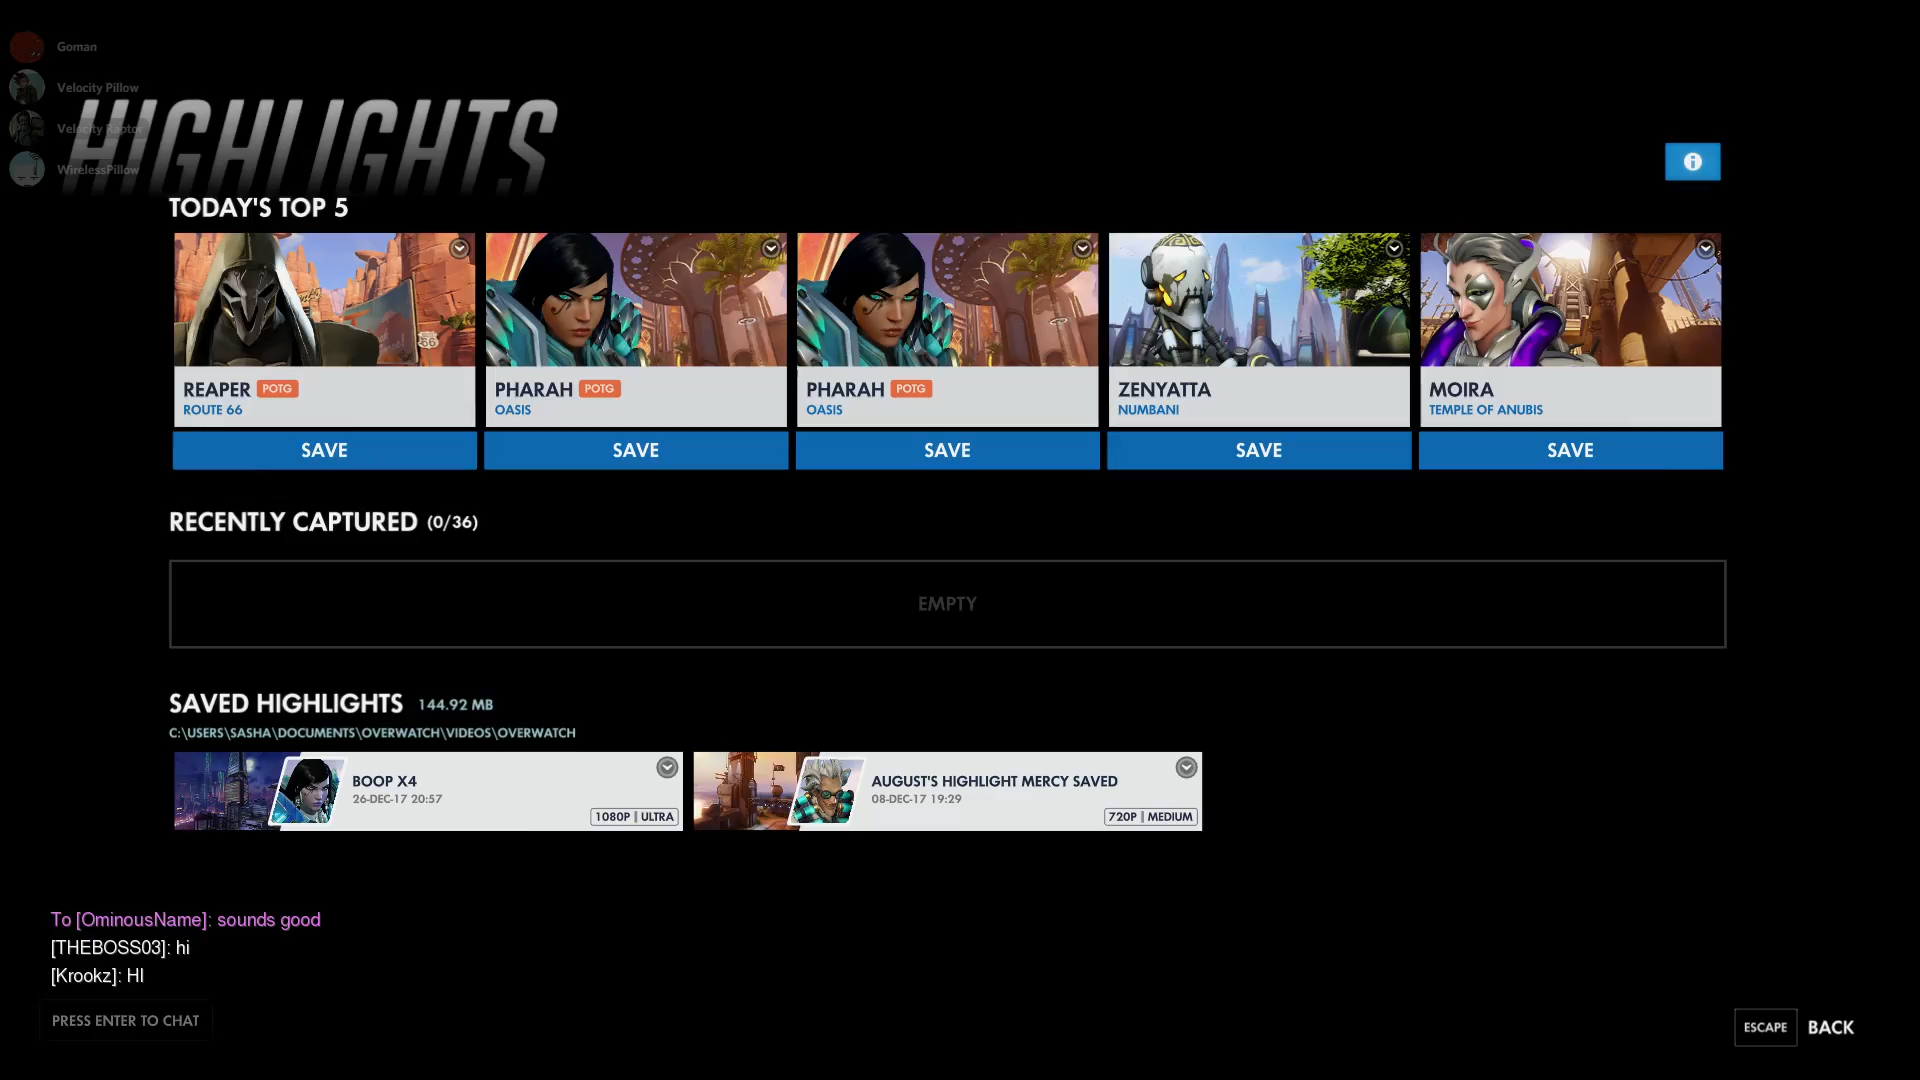 Goman
Velocity Pillow
Velocity Raptor
WirelessPillow
HIGHLIGHTS
TODAY'S TOP 5
66
REAPER POTG
ROUTE 66
SAVE
PHARAH POTG
OASIS
SAVE
PHARAH POTG
OASIS
SAVE
ZENYATTA
NUMBANI
SAVE
MOIRA
TEMPLE OF ANUBIS
SAVE
RECENTLY CAPTURED (0/36)
EMPTY
SAVED HIGHLIGHTS 144.92 MB
C:\USERS\SASHA\DOCUMENTS\OVERWATCH\VIDEOS\OVERWATCH
BOOP X4
26-DEC-17 20:57
1080P | ULTRA
AUGUST'S HIGHLIGHT MERCY SAVED
08-DEC-17 19:29
720P | MEDIUM
To [OminousName]: sounds good
[THEBOSS03]: hi
[Krookz]: HI
PRESS ENTER TO CHAT
ESCAPE BACK